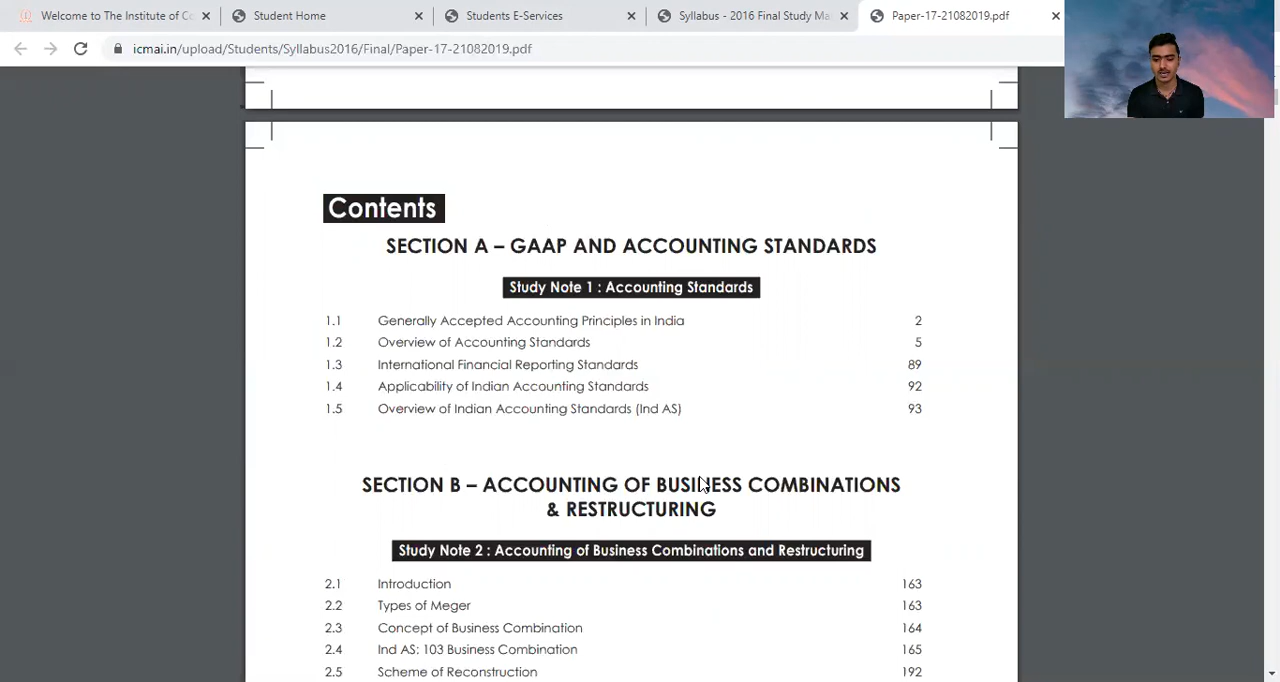 Welcome to The Institute of Co
Student Home
Students E-Services
Syllabus - 2016 Final Study Ma
Paper-17-21082019.pdf
icmai.in/upload/Students/Syllabus2016/Final/Paper-17-21082019.pdf
Contents
SECTION A – GAAP AND ACCOUNTING STANDARDS
Study Note 1 : Accounting Standards
1.1 Generally Accepted Accounting Principles in India 2
1.2 Overview of Accounting Standards 5
1.3 International Financial Reporting Standards 89
1.4 Applicability of Indian Accounting Standards 92
1.5 Overview of Indian Accounting Standards (Ind AS) 93
SECTION B – ACCOUNTING OF BUSINESS COMBINATIONS
& RESTRUCTURING
Study Note 2 : Accounting of Business Combinations and Restructuring
2.1 Introduction 163
2.2 Types of Meger 163
2.3 Concept of Business Combination 164
2.4 Ind AS: 103 Business Combination 165
2.5 Scheme of Reconstruction 192